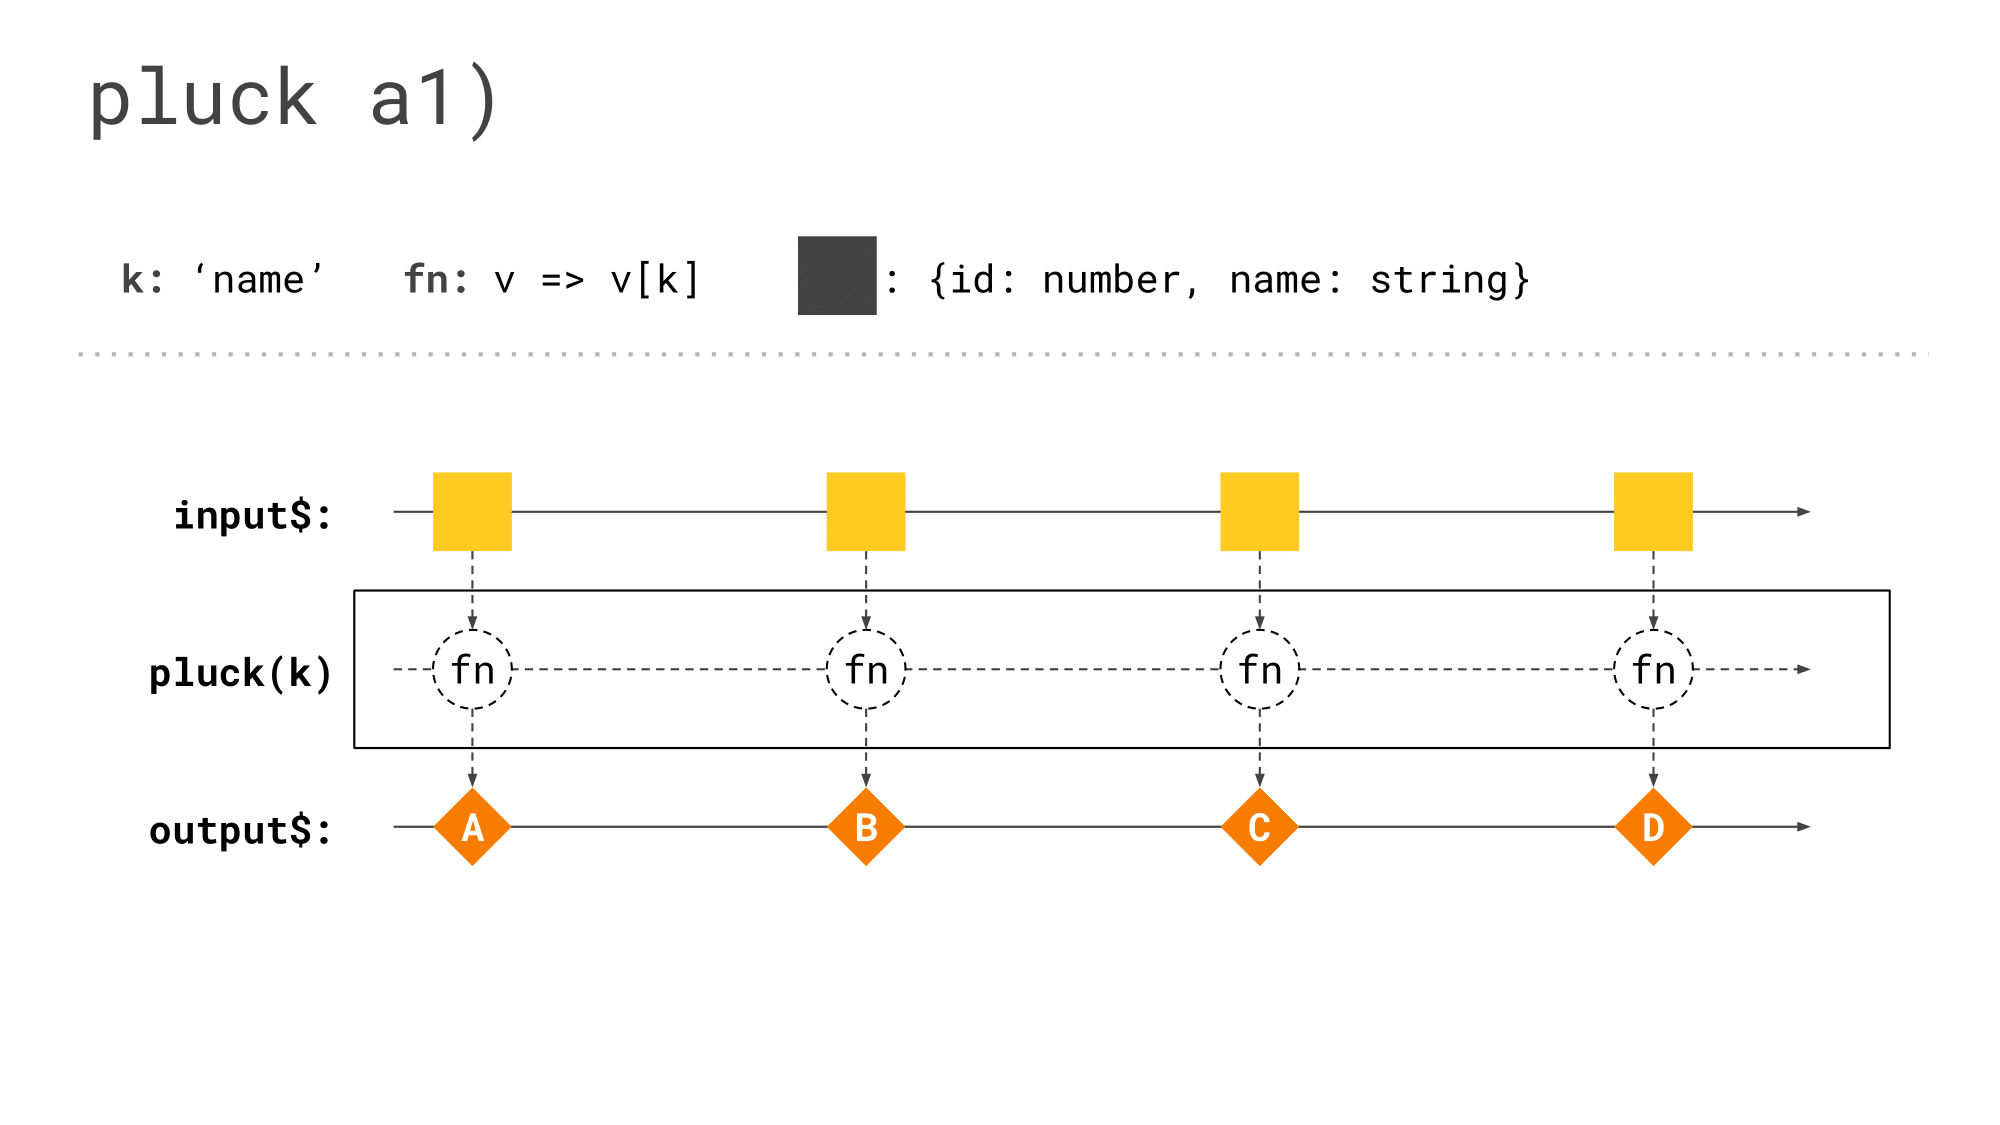 pluck a1)
k: ‘name’ fn: v => v[k] : {id: number, name: string}
input$:
pluck(k) fn fn fn fn
output$: A B C D